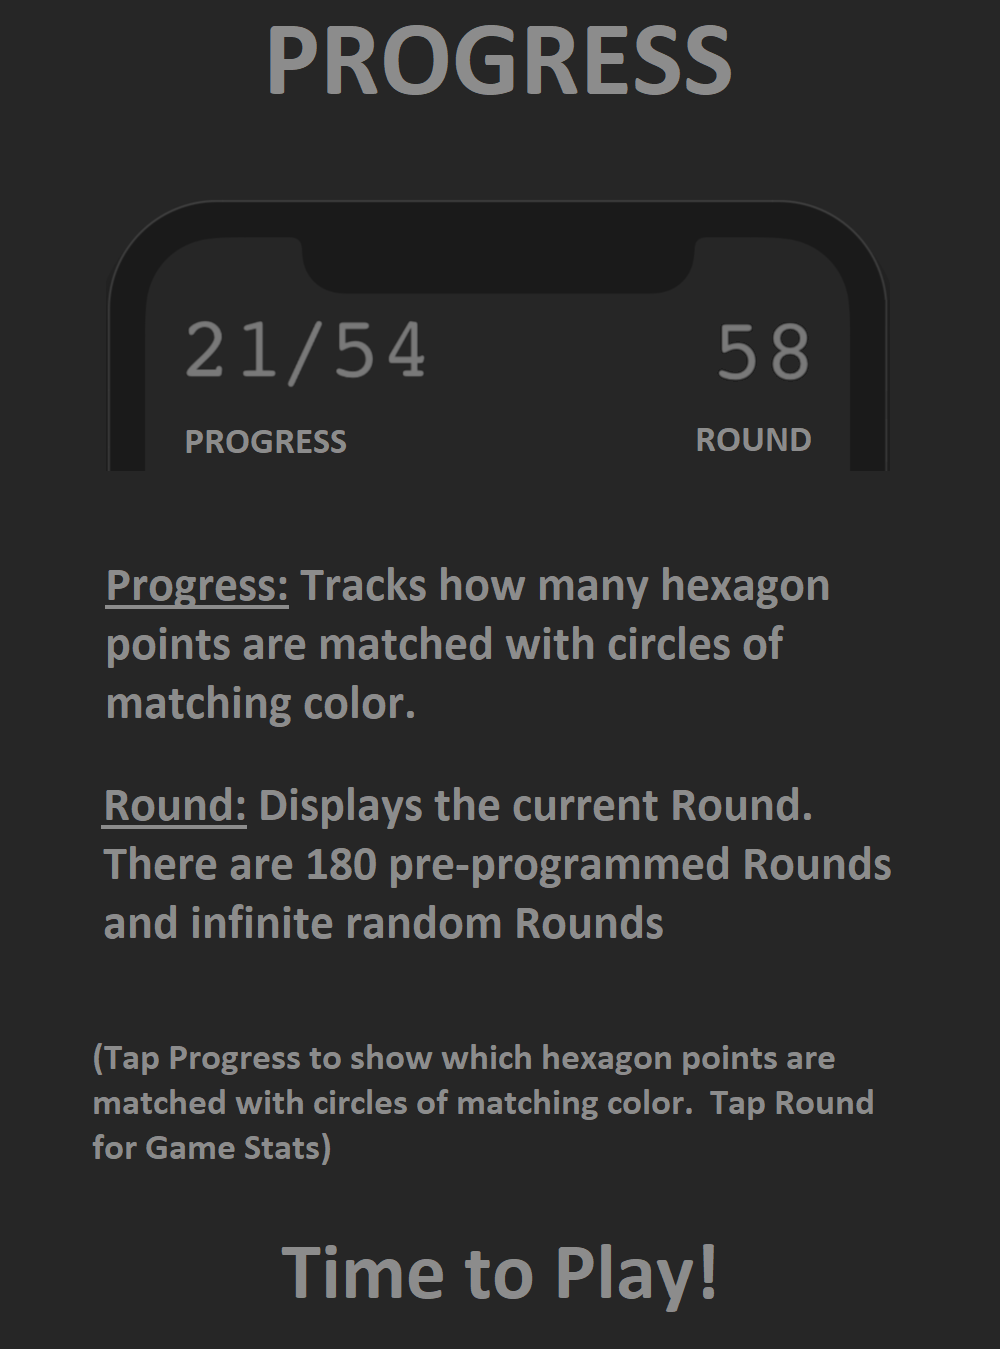 PROGRESS
21/54 58
PROGRESS ROUND
Progress: Tracks how many hexagon
points are matched with circles of
matching color.
Round: Displays the current Round.
There are 180 pre-programmed Rounds
and infinite random Rounds
(Tap Progress to show which hexagon points are
matched with circles of matching color.  Tap Round
for Game Stats)
Time to Play!